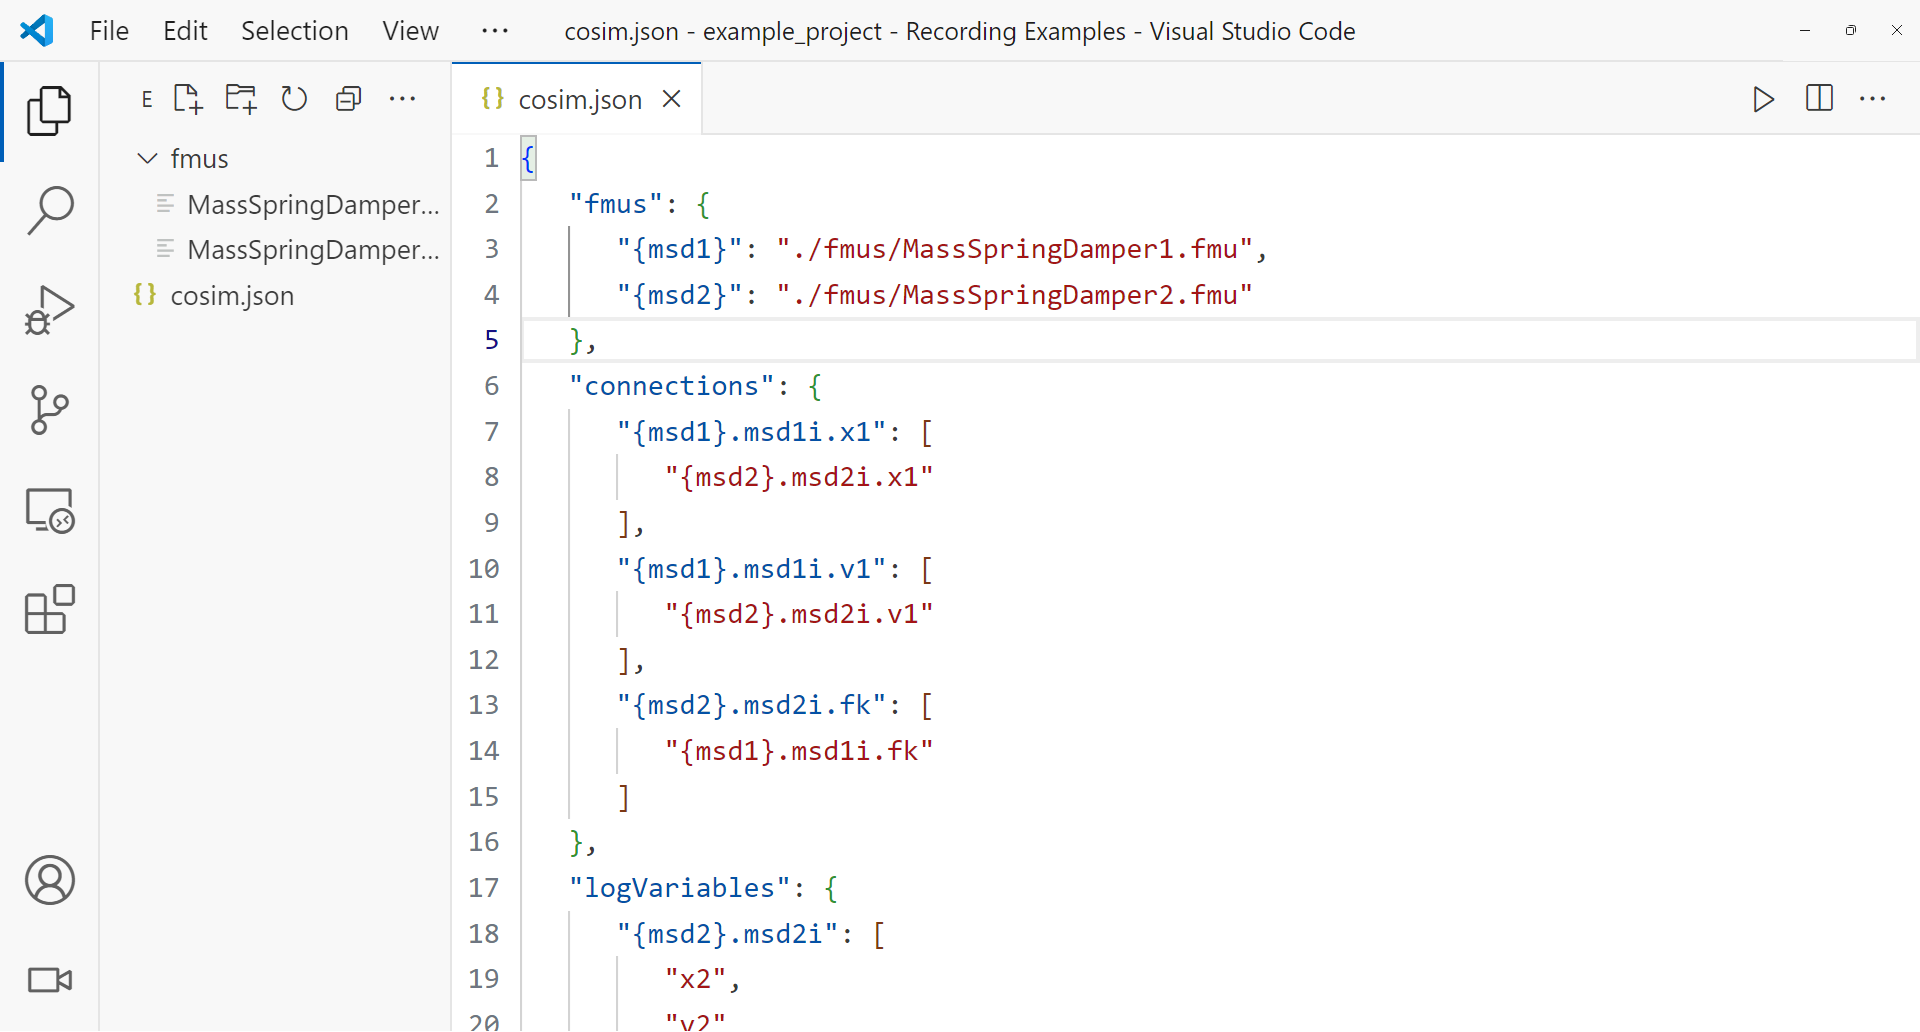 File Edit Selection View ··· cosim.json - example_project - Recording Examples - Visual Studio Code
E
fmus
MassSpringDamper...
MassSpringDamper...
{} cosim.json
{} cosim.json
1 {
2 "fmus": {
3 "{msd1}": "./fmus/MassSpringDamper1.fmu",
4 "{msd2}": "./fmus/MassSpringDamper2.fmu"
5 },
6 "connections": {
7 "{msd1}.msd1i.x1": [
8 "{msd2}.msd2i.x1"
9 ],
10 "{msd1}.msd1i.v1": [
11 "{msd2}.msd2i.v1"
12 ],
13 "{msd2}.msd2i.fk": [
14 "{msd1}.msd1i.fk"
15 ]
16 },
17 "logVariables": {
18 "{msd2}.msd2i": [
19 "x2",
20 "v2"